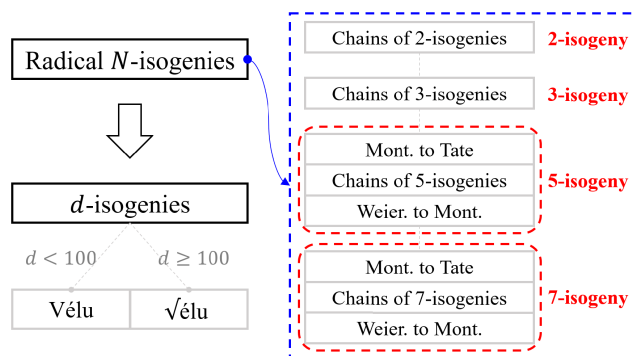 Radical N-isogenies
d-isogenies
d < 100
d ≥ 100
Vélu
√élu
Chains of 2-isogenies
2-isogeny
Chains of 3-isogenies
3-isogeny
Mont. to Tate
Chains of 5-isogenies
5-isogeny
Weier. to Mont.
Mont. to Tate
Chains of 7-isogenies
7-isogeny
Weier. to Mont.